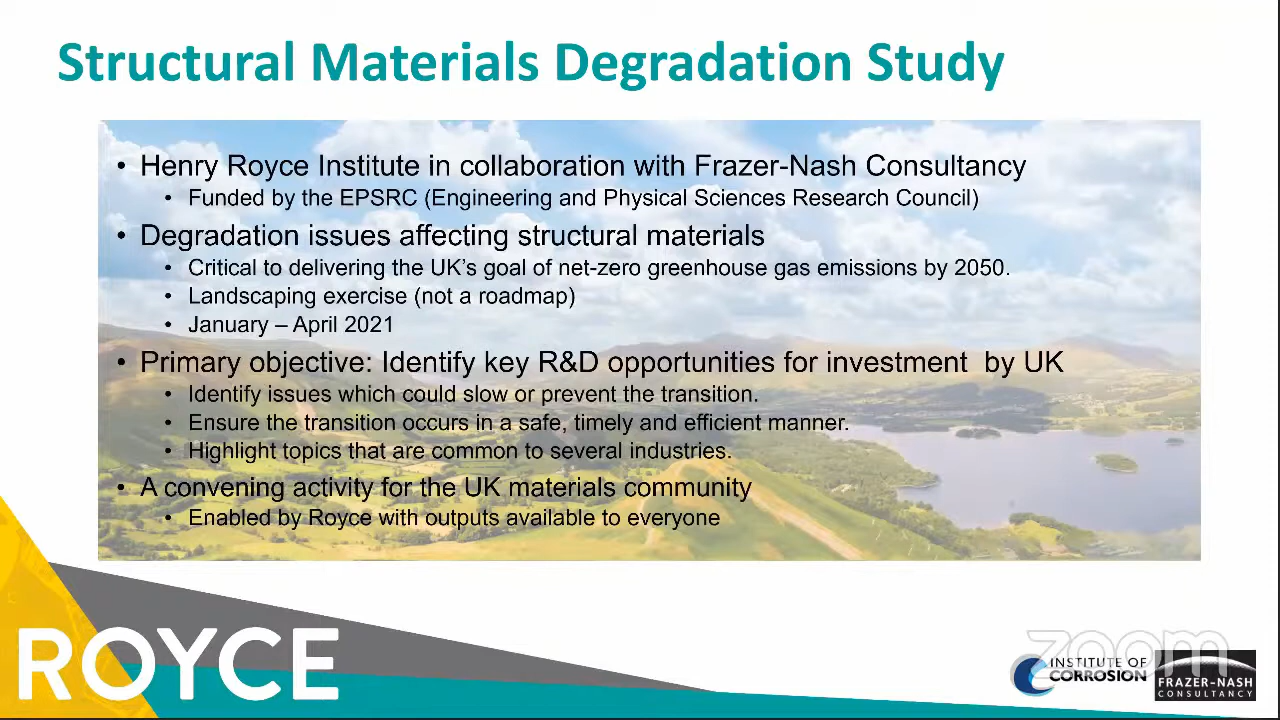 Structural Materials Degradation Study
• Henry Royce Institute in collaboration with Frazer-Nash Consultancy
• Funded by the EPSRC (Engineering and Physical Sciences Research Council)
• Degradation issues affecting structural materials
• Critical to delivering the UK's goal of net-zero greenhouse gas emissions by 2050.
• Landscaping exercise (not a roadmap)
• January – April 2021
• Primary objective: Identify key R&D opportunities for investment by UK
• Identify issues which could slow or prevent the transition.
• Ensure the transition occurs in a safe, timely and efficient manner.
• Highlight topics that are common to several industries.
• A convening activity for the UK materials community
• Enabled by Royce with outputs available to everyone
ROYCE
zoom
INSTITUTE OF
CORROSION
FRAZER-NASH
CONSULTANCY